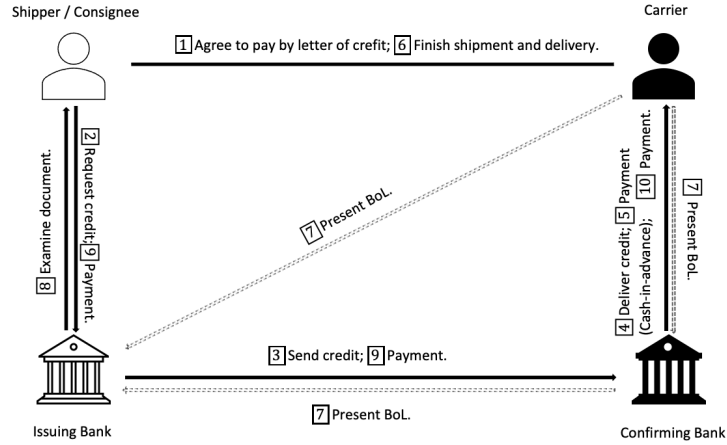 Shipper / Consignee
Carrier
1 Agree to pay by letter of crefit; 6 Finish shipment and delivery.
2 Request credit; 9 Payment.
8 Examine document.
7 Present BoL.
4 Deliver credit; 5 Payment
(Cash-in-advance); 10 Payment.
7 Present BoL.
3 Send credit; 9 Payment.
7 Present BoL.
Issuing Bank
Confirming Bank